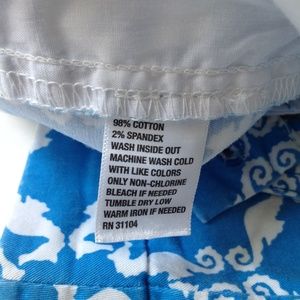 98% COTTON
2% SPANDEX
WASH INSIDE OUT
MACHINE WASH COLD
WITH LIKE COLORS
ONLY NON-CHLORINE
BLEACH IF NEEDED
TUMBLE DRY LOW
WARM IRON IF NEEDED
RN 31104